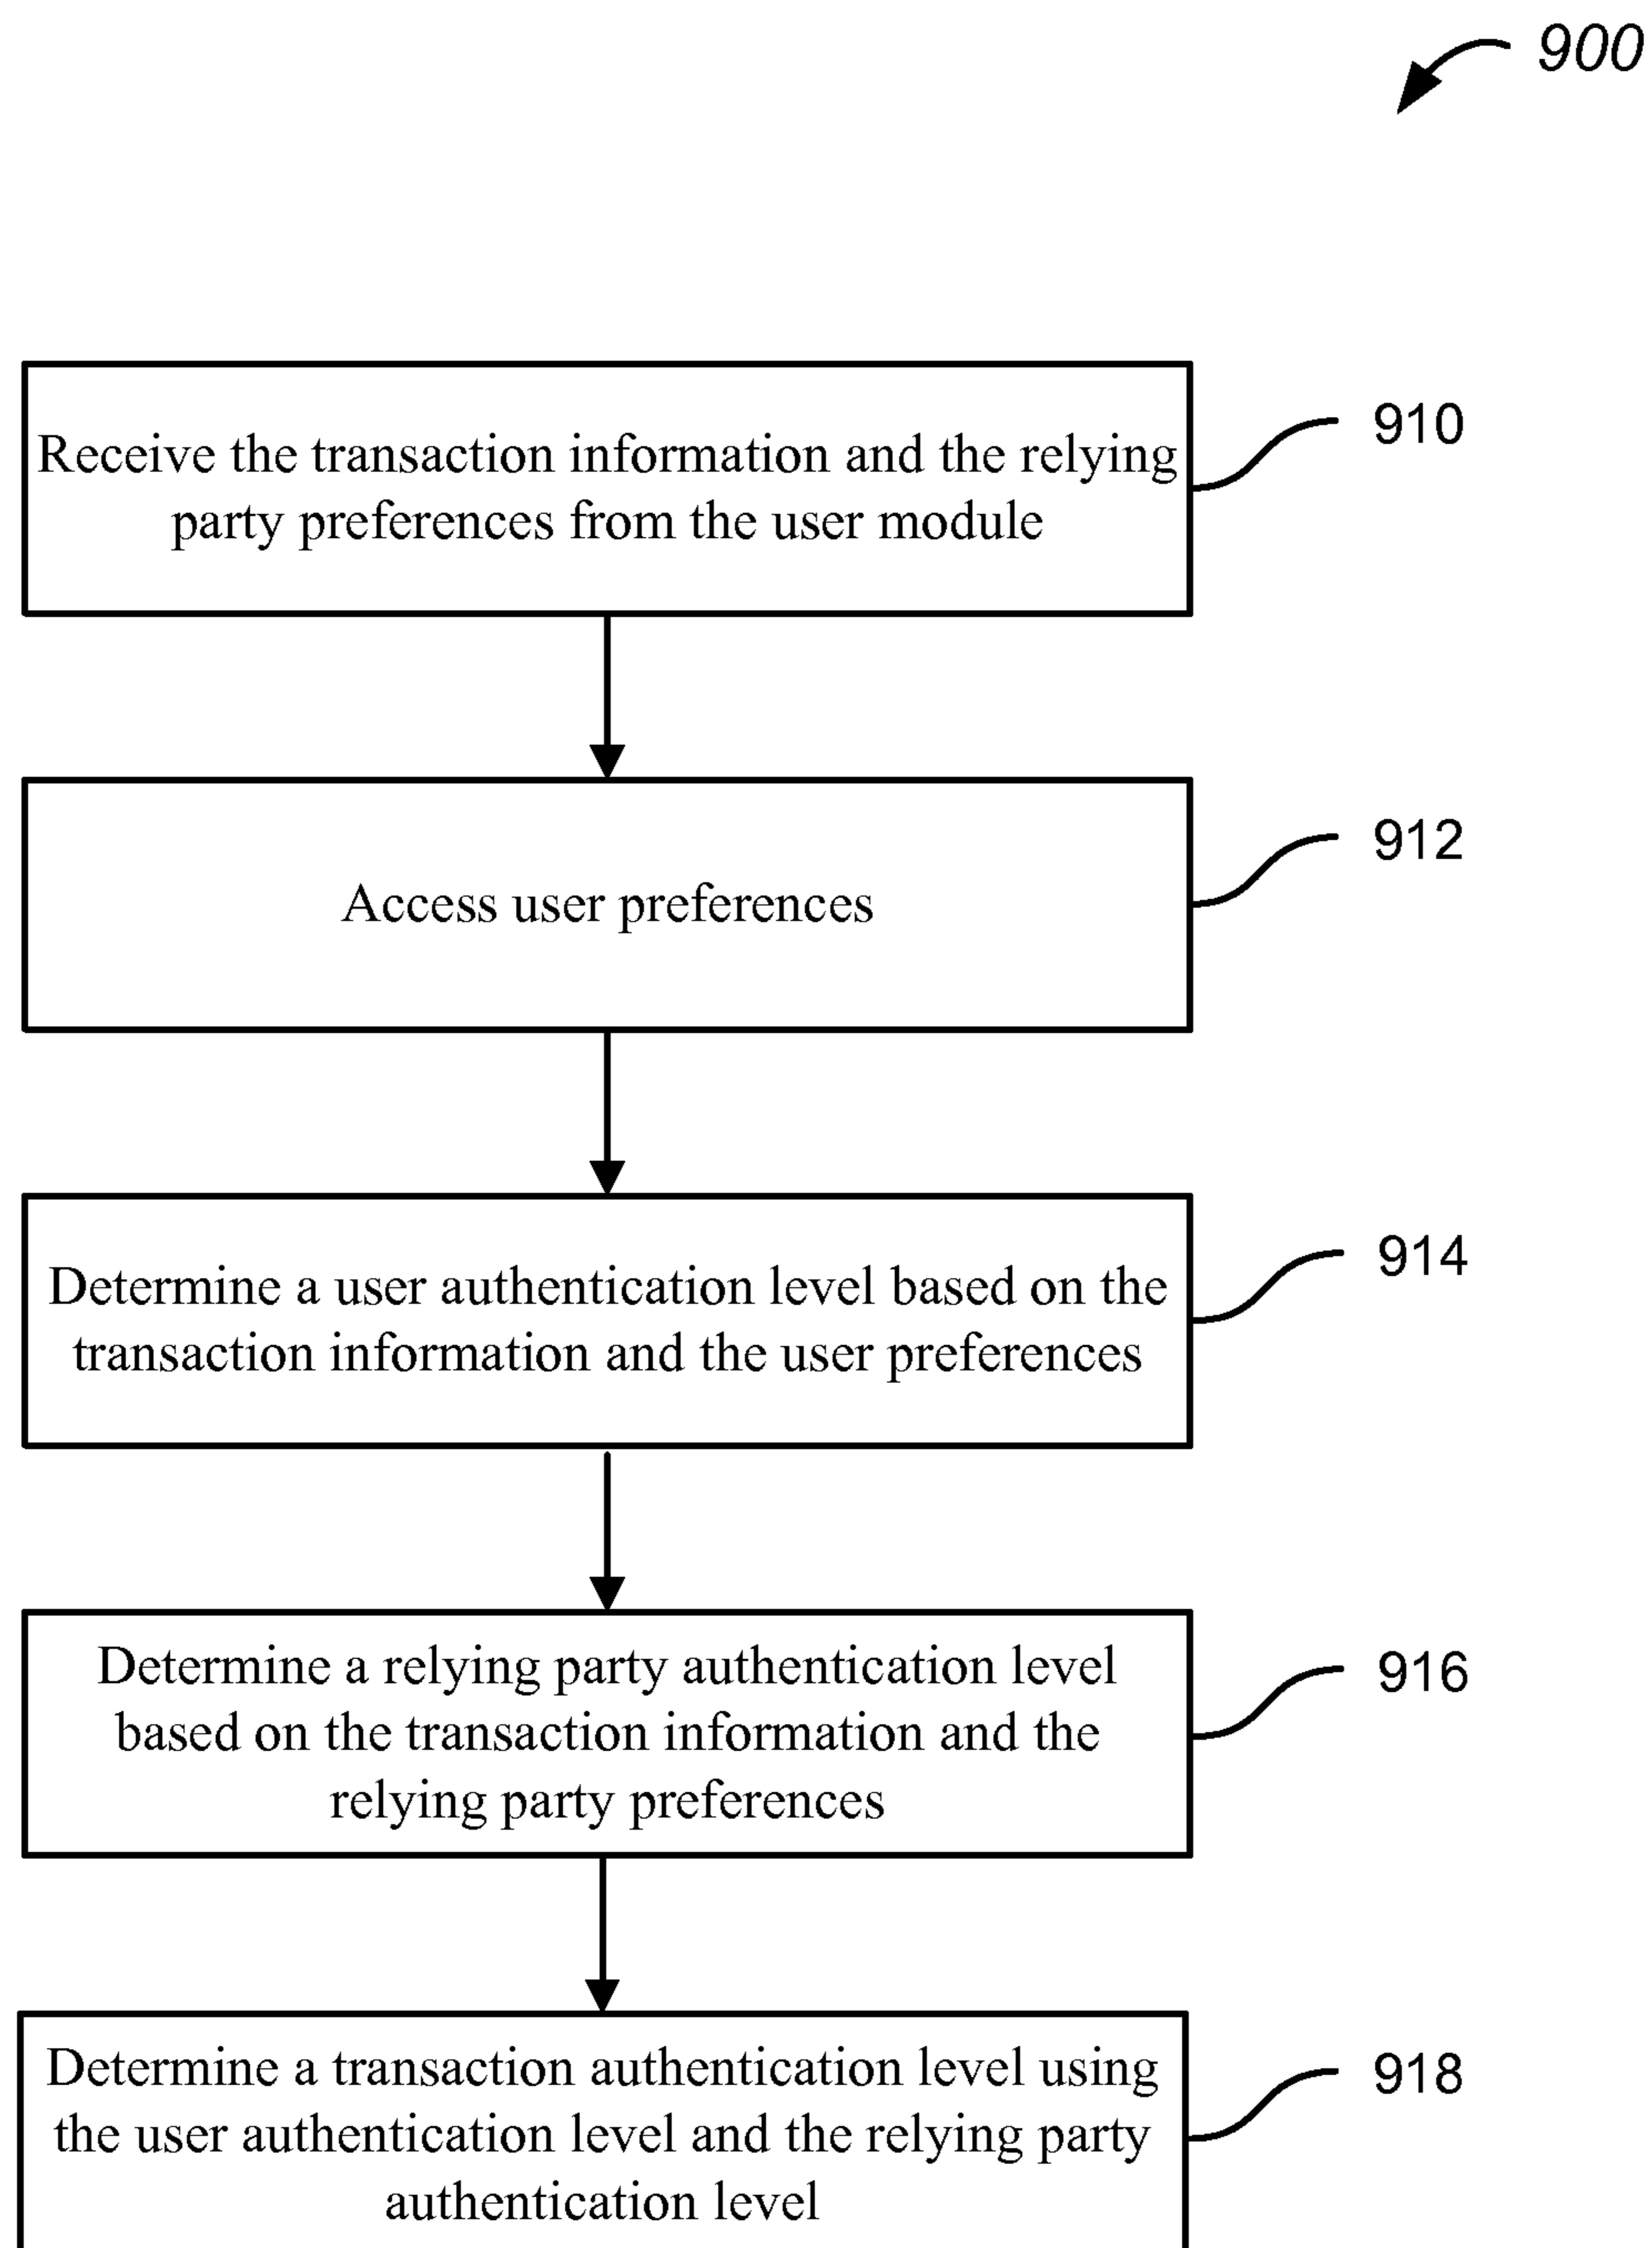 900
Receive the transaction information and the relying
party preferences from the user module
910
Access user preferences
912
Determine a user authentication level based on the
transaction information and the user preferences
914
Determine a relying party authentication level
based on the transaction information and the
relying party preferences
916
Determine a transaction authentication level using
the user authentication level and the relying party
authentication level
918